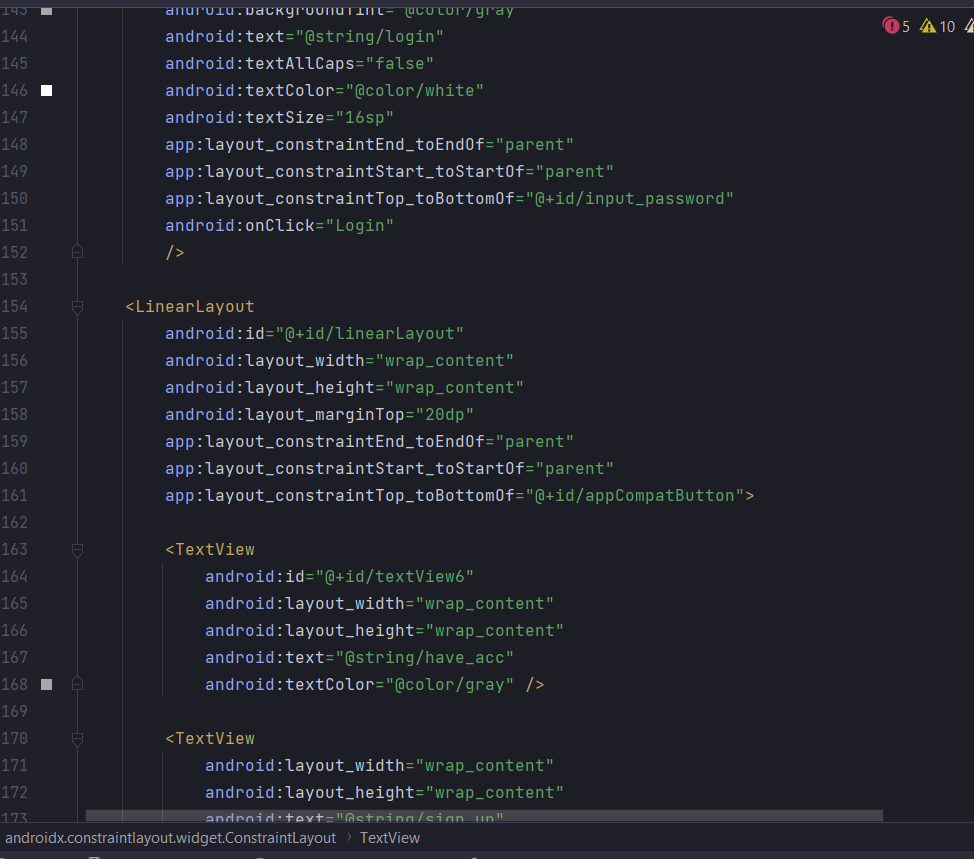 143 android:backgroundTint="@color/gray"
144 android:text="@string/login"
145 android:textAllCaps="false"
146 android:textColor="@color/white"
147 android:textSize="16sp"
148 app:layout_constraintEnd_toEndOf="parent"
149 app:layout_constraintStart_toStartOf="parent"
150 app:layout_constraintTop_toBottomOf="@+id/input_password"
151 android:onClick="Login"
152 />
153
154 <LinearLayout
155 android:id="@+id/linearLayout"
156 android:layout_width="wrap_content"
157 android:layout_height="wrap_content"
158 android:layout_marginTop="20dp"
159 app:layout_constraintEnd_toEndOf="parent"
160 app:layout_constraintStart_toStartOf="parent"
161 app:layout_constraintTop_toBottomOf="@+id/appCompatButton">
162
163 <TextView
164 android:id="@+id/textView6"
165 android:layout_width="wrap_content"
166 android:layout_height="wrap_content"
167 android:text="@string/have_acc"
168 android:textColor="@color/gray" />
169
170 <TextView
171 android:layout_width="wrap_content"
172 android:layout_height="wrap_content"
173 android:text="@string/sign_up"
5 10
androidx.constraintlayout.widget.ConstraintLayout › TextView